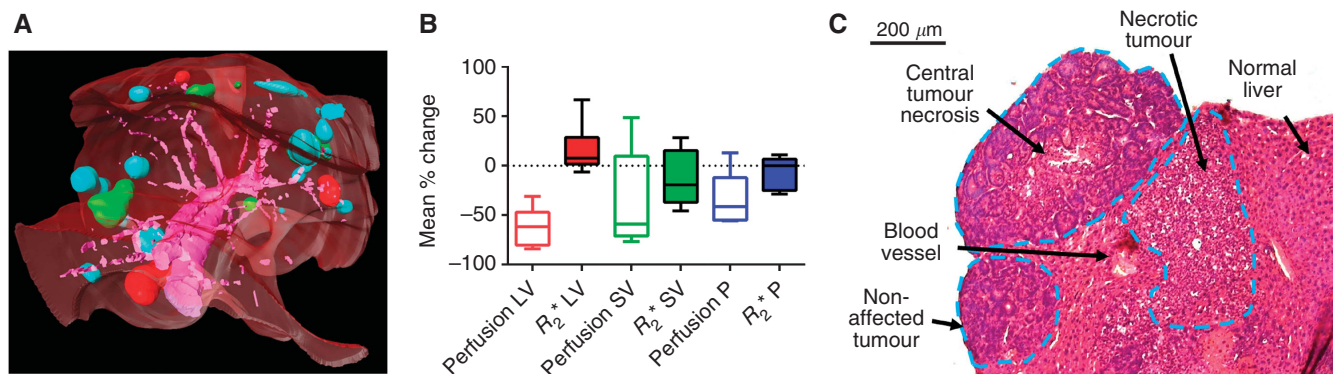 A
B
C
Mean % change
100
50
0
−50
−100
Perfusion LV
R2* LV
Perfusion SV
R2* SV
Perfusion P
R2* P
200 μm
Central
tumour
necrosis
Necrotic
tumour
Normal
liver
Blood
vessel
Non-
affected
tumour